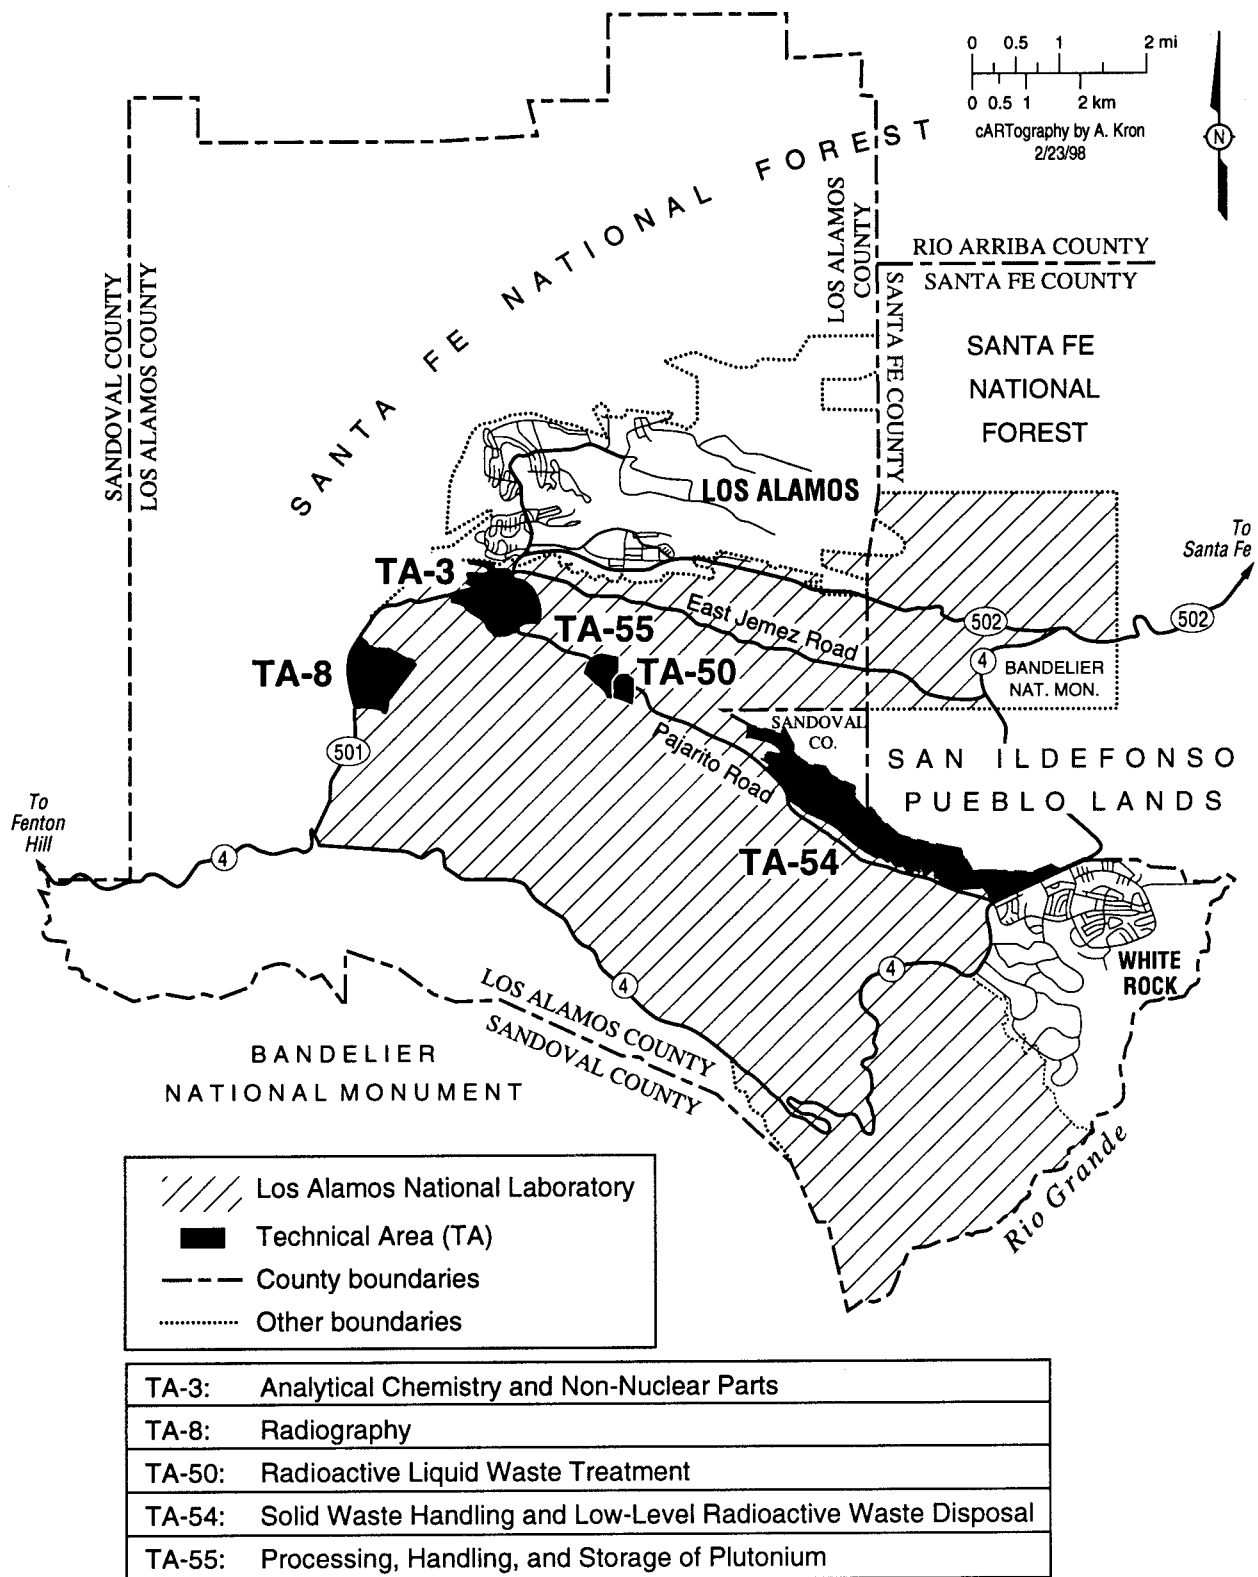 0 0.5 1 2 mi
0 0.5 1 2 km
cARTography by A. Kron
2/23/98
N
SANTA FE NATIONAL FOREST
LOS ALAMOS
COUNTY
RIO ARRIBA COUNTY
SANTA FE COUNTY
SANTA FE COUNTY
SANDOVAL COUNTY
LOS ALAMOS COUNTY
SANTA FE
NATIONAL
FOREST
LOS ALAMOS
To
Santa Fe
TA-3
TA-55
East Jemez Road
502
502
TA-8
TA-50
4
BANDELIER
NAT. MON.
SANDOVAL
CO.
501
Pajarito Road
SAN ILDEFONSO
PUEBLO LANDS
To
Fenton
Hill
4
TA-54
WHITE
ROCK
4
4
LOS ALAMOS COUNTY
SANDOVAL COUNTY
BANDELIER
NATIONAL MONUMENT
Rio Grande
Los Alamos National Laboratory
Technical Area (TA)
County boundaries
Other boundaries
TA-3: Analytical Chemistry and Non-Nuclear Parts
TA-8: Radiography
TA-50: Radioactive Liquid Waste Treatment
TA-54: Solid Waste Handling and Low-Level Radioactive Waste Disposal
TA-55: Processing, Handling, and Storage of Plutonium